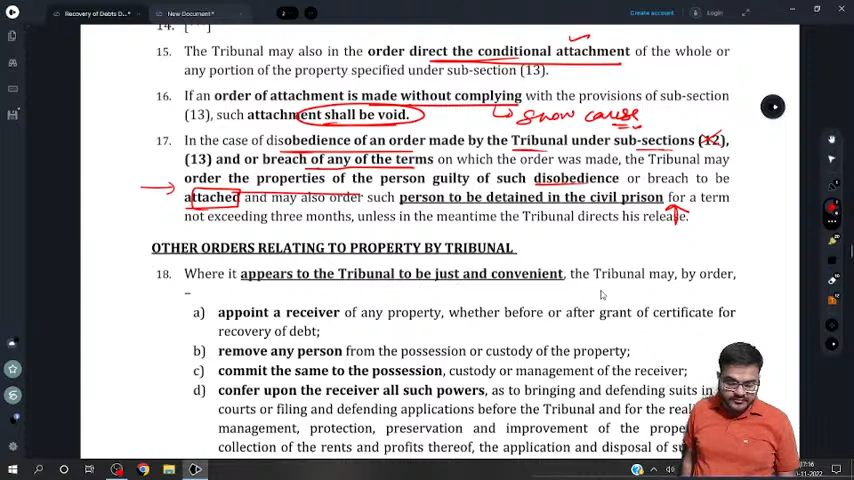 Recovery of Debts D...*
New Document*
Create account
Login
14. [***]
15. The Tribunal may also in the order direct the conditional attachment of the whole or
any portion of the property specified under sub-section (13).
16. If an order of attachment is made without complying with the provisions of sub-section
(13), such attachment shall be void.
show cause
17. In the case of disobedience of an order made by the Tribunal under sub-sections (12),
(13) and or breach of any of the terms on which the order was made, the Tribunal may
order the properties of the person guilty of such disobedience or breach to be
attached and may also order such person to be detained in the civil prison for a term
not exceeding three months, unless in the meantime the Tribunal directs his release.
OTHER ORDERS RELATING TO PROPERTY BY TRIBUNAL
18. Where it appears to the Tribunal to be just and convenient, the Tribunal may, by order,
–
a) appoint a receiver of any property, whether before or after grant of certificate for
recovery of debt;
b) remove any person from the possession or custody of the property;
c) commit the same to the possession, custody or management of the receiver;
d) confer upon the receiver all such powers, as to bringing and defending suits in
courts or filing and defending applications before the Tribunal and for the
management, protection, preservation and improvement of the
collection of the rents and profits thereof, the application and disposal of
17:16